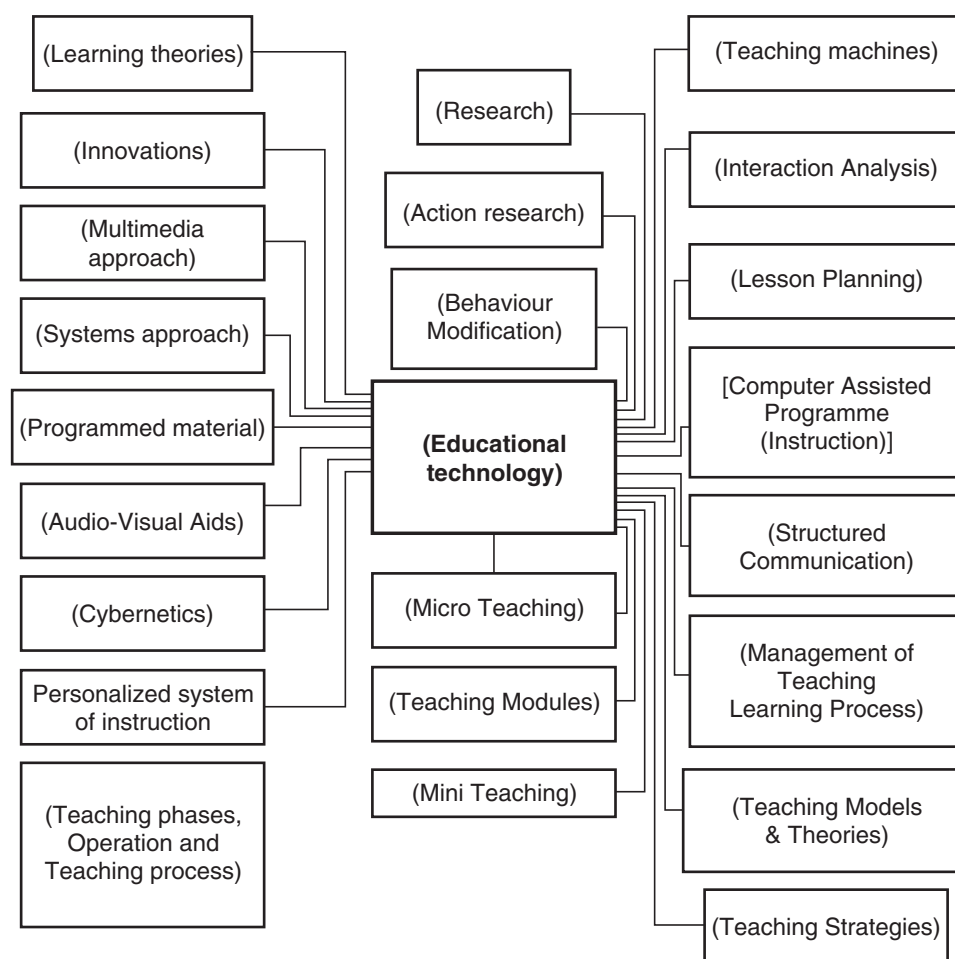 (Learning theories)
(Innovations)
(Multimedia
approach)
(Systems approach)
(Programmed material)
(Audio-Visual Aids)
(Cybernetics)
Personalized system
of instruction
(Teaching phases,
Operation and
Teaching process)
(Research)
(Action research)
(Behaviour
Modification)
(Educational
technology)
(Micro Teaching)
(Teaching Modules)
(Mini Teaching)
(Teaching machines)
(Interaction Analysis)
(Lesson Planning)
[Computer Assisted
Programme
(Instruction)]
(Structured
Communication)
(Management of
Teaching
Learning Process)
(Teaching Models
& Theories)
(Teaching Strategies)